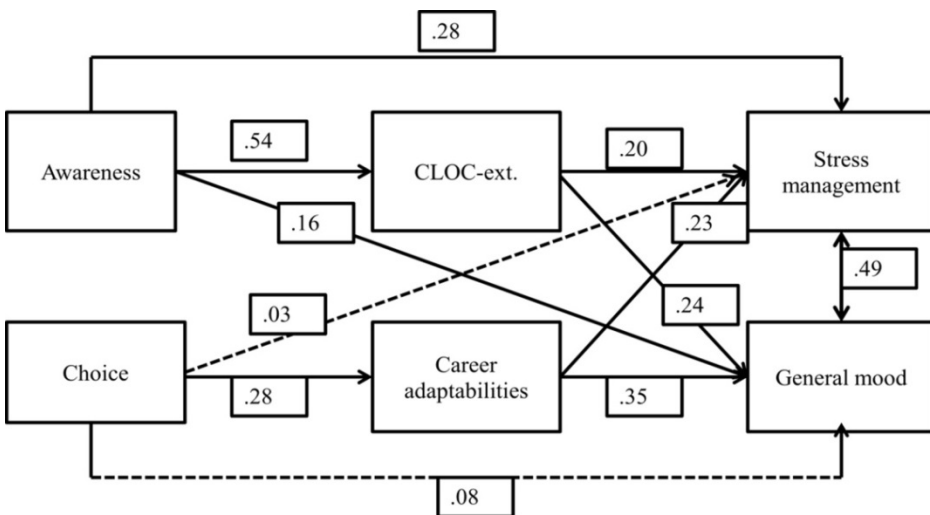 .28
Awareness
.54
CLOC-ext.
.20
Stress
management
.16
.23
.49
.03
.24
Choice
.28
Career
adaptabilities
.35
General mood
.08